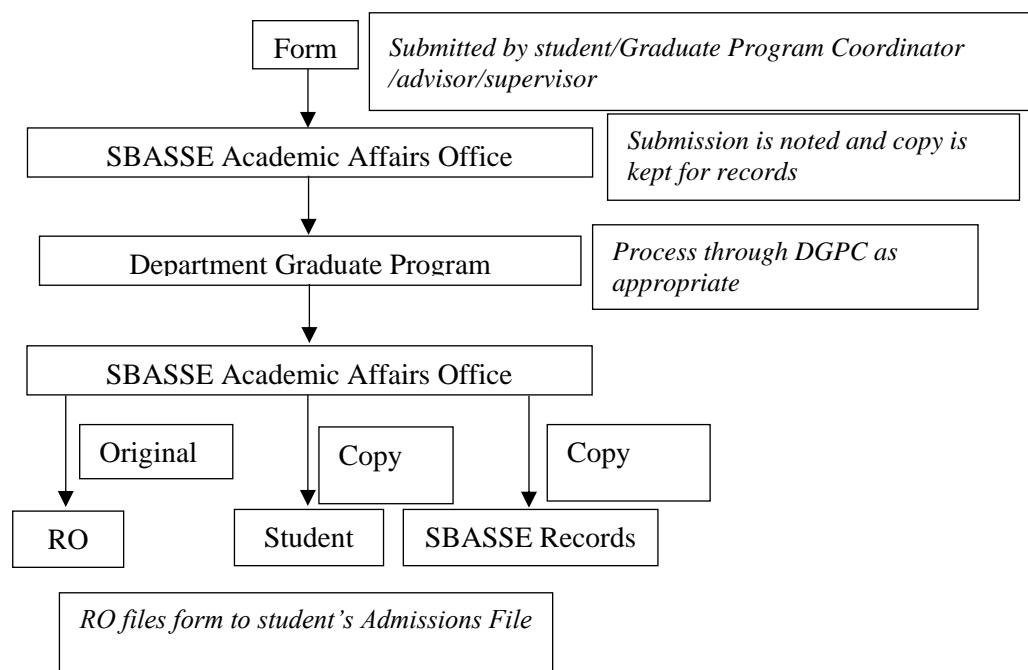 Form
Submitted by student/Graduate Program Coordinator
/advisor/supervisor
SBASSE Academic Affairs Office
Submission is noted and copy is
kept for records
Department Graduate Program
Process through DGPC as
appropriate
SBASSE Academic Affairs Office
Original
Copy
Copy
RO
Student
SBASSE Records
RO files form to student’s Admissions File